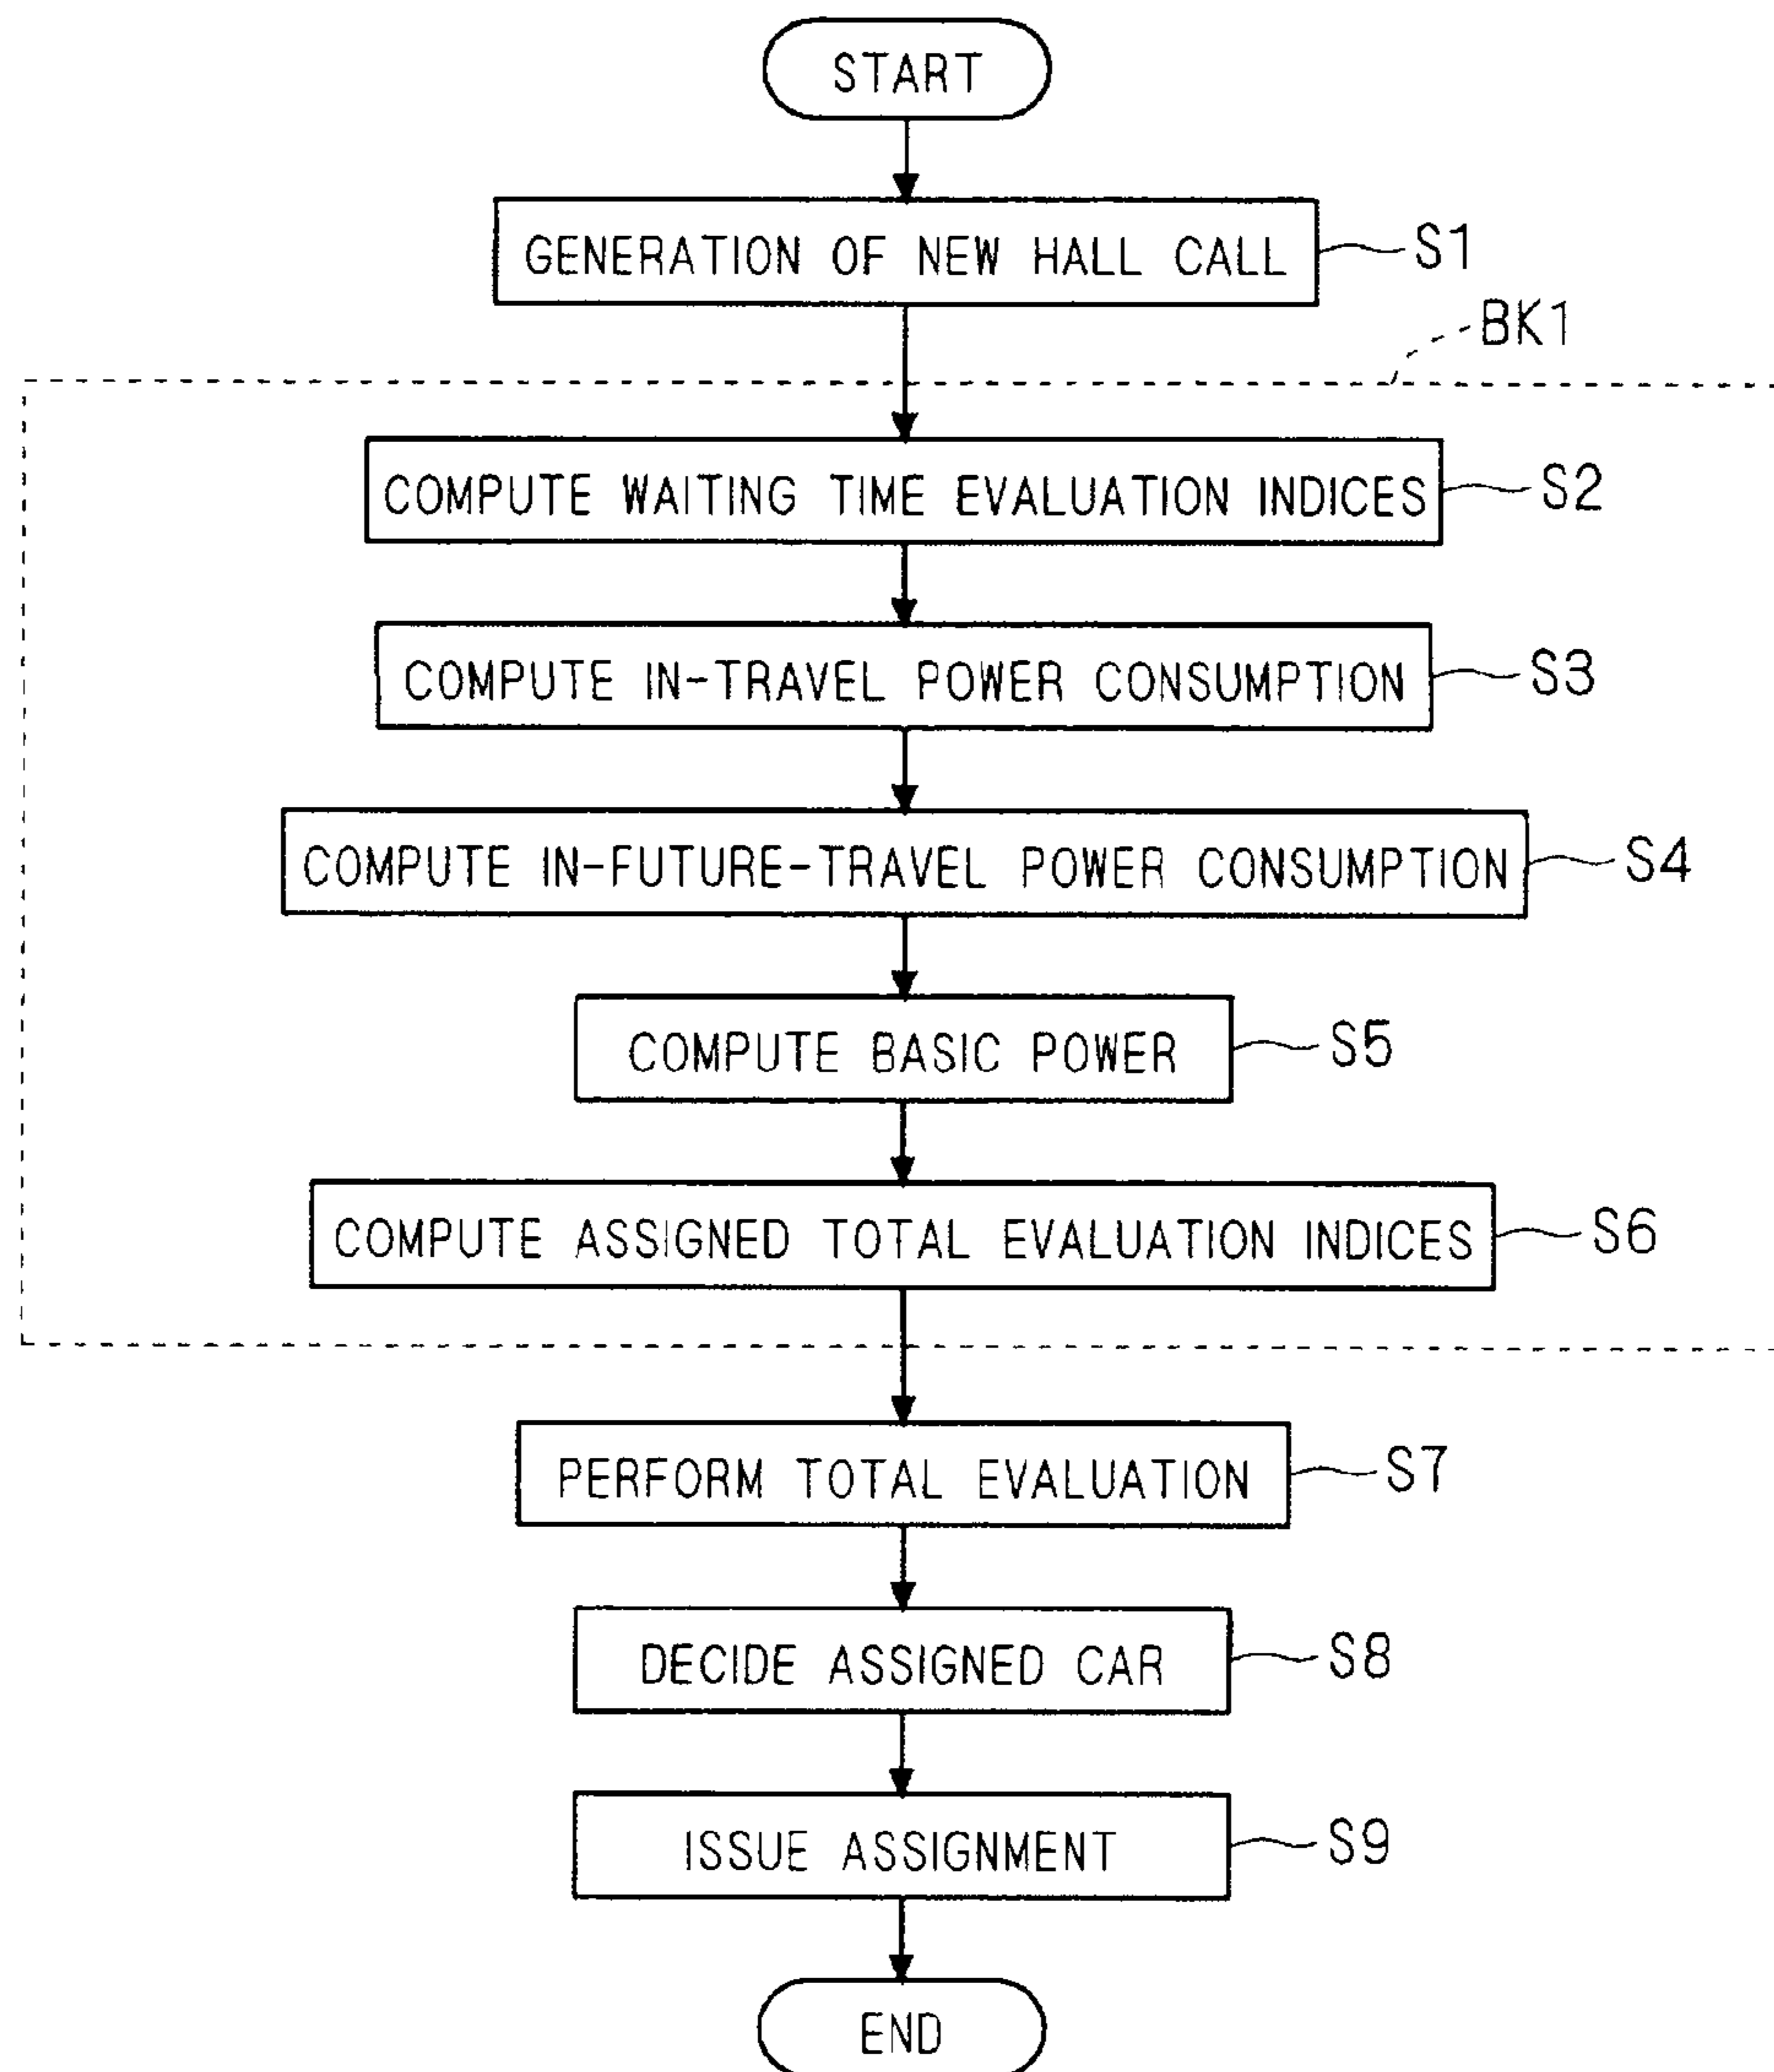 START
GENERATION OF NEW HALL CALL S1
BK1
COMPUTE WAITING TIME EVALUATION INDICES S2
COMPUTE IN-TRAVEL POWER CONSUMPTION S3
COMPUTE IN-FUTURE-TRAVEL POWER CONSUMPTION S4
COMPUTE BASIC POWER S5
COMPUTE ASSIGNED TOTAL EVALUATION INDICES S6
PERFORM TOTAL EVALUATION S7
DECIDE ASSIGNED CAR S8
ISSUE ASSIGNMENT S9
END